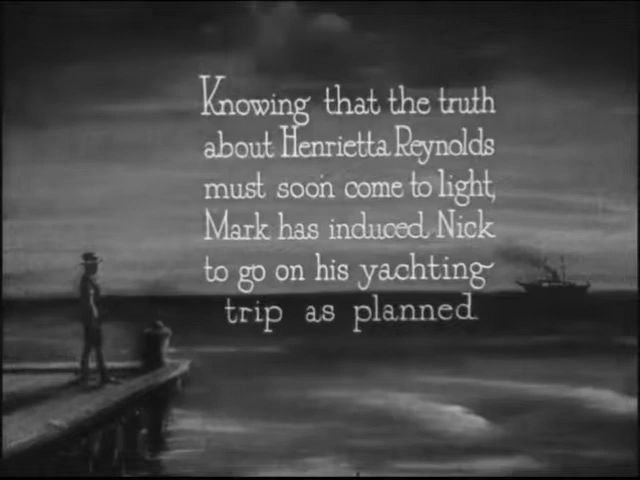 Knowing that the truth
about Henrietta Reynolds
must soon come to light,
Mark has induced Nick
to go on his yachting
trip as planned